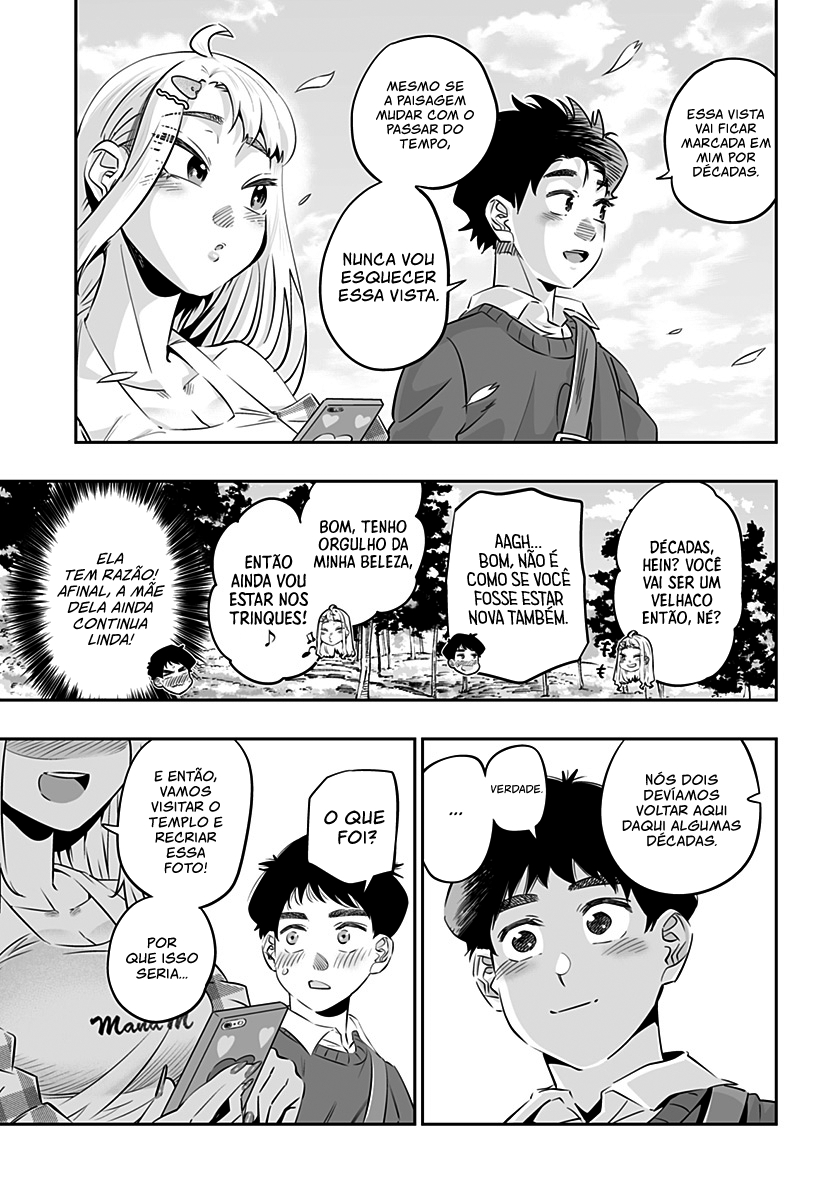 ESSA VISTA
VAI FICAR
MARCADA EM
MIM POR
DÉCADAS.
MESMO SE
A PAISAGEM
MUDAR COM O
PASSAR DO
TEMPO,
NUNCA VOU
ESQUECER
ESSA VISTA.
DÉCADAS,
HEIN? VOCÊ
VAI SER UM
VELHACO
ENTÃO, NÉ?
AAGH...
BOM, NÃO É
COMO SE VOCÊ
FOSSE ESTAR
NOVA TAMBÉM.
BOM, TENHO
ORGULHO DA
MINHA BELEZA,
ENTÃO
AINDA VOU
ESTAR NOS
TRINQUES!
♪
ELA
TEM RAZÃO!
AFINAL, A MÃE
DELA AINDA
CONTINUA
LINDA!
NÓS DOIS
DEVÍAMOS
VOLTAR AQUI
DAQUI ALGUMAS
DÉCADAS.
VERDADE.
...
O QUE
FOI?
E ENTÃO,
VAMOS
VISITAR O
TEMPLO E
RECRIAR
ESSA
FOTO!
POR
QUE ISSO
SERIA...
Mana M